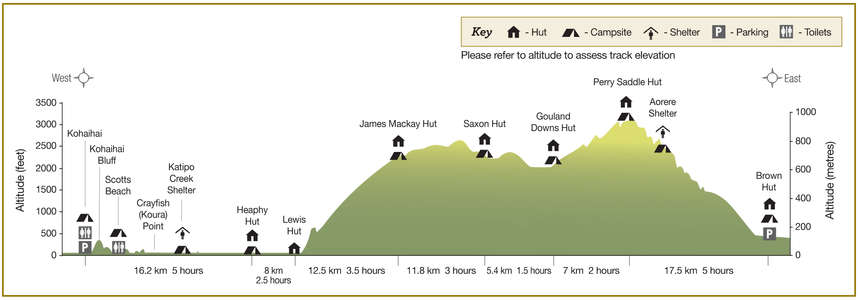 Key - Hut - Campsite - Shelter P - Parking - Toilets
Please refer to altitude to assess track elevation
West
East
Altitude (feet)
3500
3000
2500
2000
1500
1000
500
0
Kohaihai
P
Kohaihai
Bluff
Scotts
Beach
Crayfish
(Koura)
Point
Katipo
Creek
Shelter
Heaphy
Hut
Lewis
Hut
James Mackay Hut
Saxon Hut
Gouland
Downs Hut
Perry Saddle Hut
Aorere
Shelter
Brown
Hut
P
1000
800
600
400
200
0
Altitude (metres)
16.2 km 5 hours
8 km
2.5 hours
12.5 km 3.5 hours
11.8 km 3 hours
5.4 km 1.5 hours
7 km 2 hours
17.5 km 5 hours